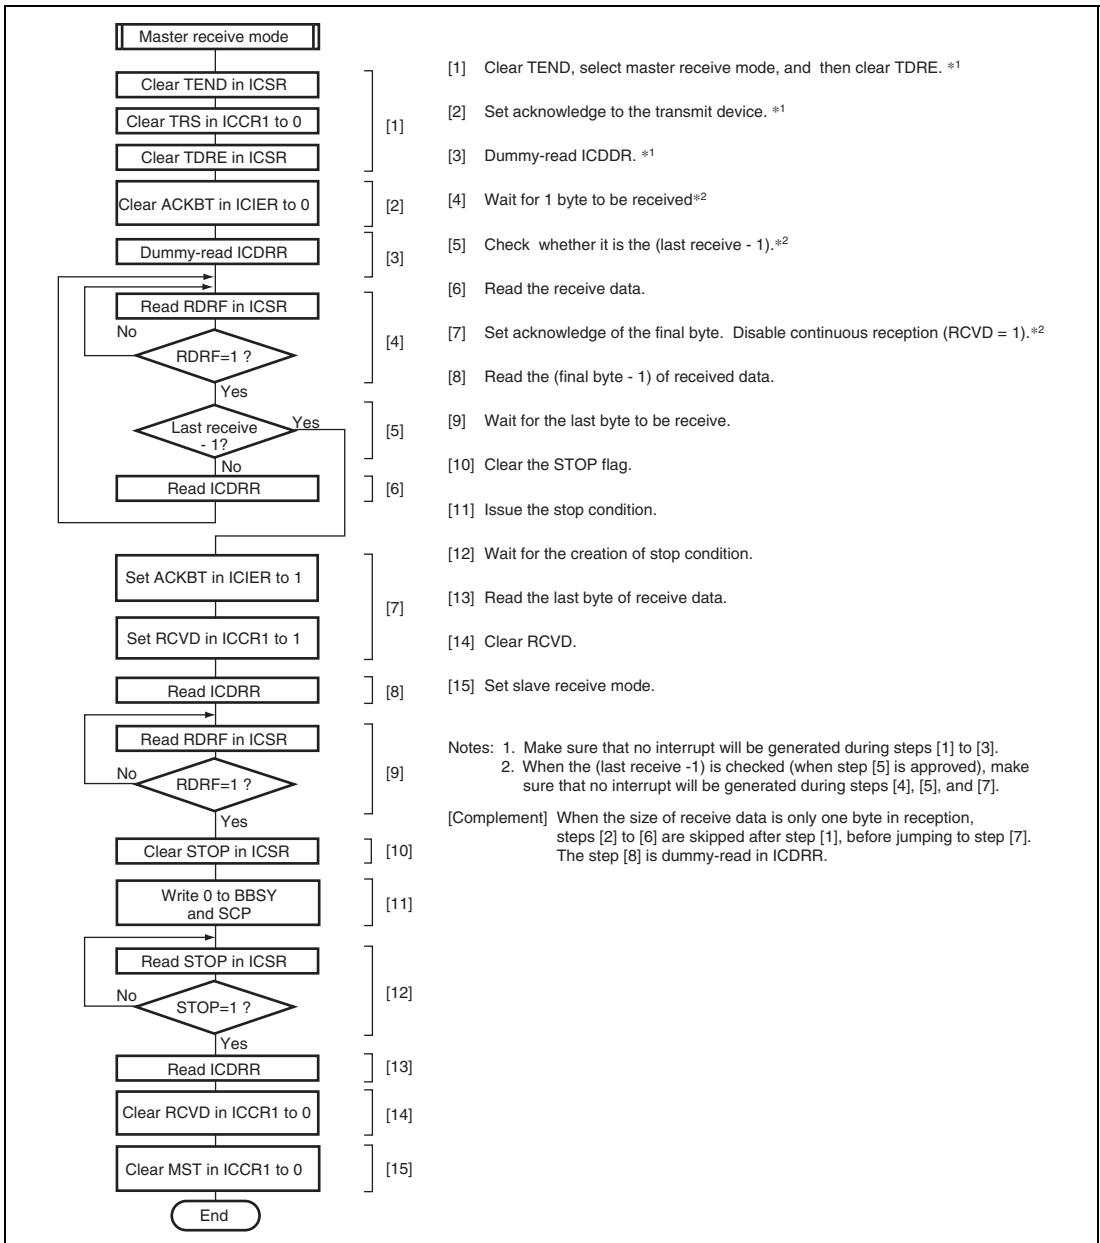 Master receive mode
Clear TEND in ICSR
Clear TRS in ICCR1 to 0
Clear TDRE in ICSR
[1]
Clear ACKBT in ICIER to 0
[2]
Dummy-read ICDRR
[3]
Read RDRF in ICSR
No
RDRF=1 ?
[4]
Yes
Last receive
- 1?
Yes
[5]
No
Read ICDRR
[6]
Set ACKBT in ICIER to 1
[7]
Set RCVD in ICCR1 to 1
Read ICDRR
[8]
Read RDRF in ICSR
No
RDRF=1 ?
[9]
Yes
Clear STOP in ICSR
[10]
Write 0 to BBSY
and SCP
[11]
Read STOP in ICSR
No
STOP=1 ?
[12]
Yes
Read ICDRR
[13]
Clear RCVD in ICCR1 to 0
[14]
Clear MST in ICCR1 to 0
[15]
End
[1] Clear TEND, select master receive mode, and then clear TDRE. *1
[2] Set acknowledge to the transmit device. *1
[3] Dummy-read ICDDR. *1
[4] Wait for 1 byte to be received*2
[5] Check whether it is the (last receive - 1).*2
[6] Read the receive data.
[7] Set acknowledge of the final byte. Disable continuous reception (RCVD = 1).*2
[8] Read the (final byte - 1) of received data.
[9] Wait for the last byte to be receive.
[10] Clear the STOP flag.
[11] Issue the stop condition.
[12] Wait for the creation of stop condition.
[13] Read the last byte of receive data.
[14] Clear RCVD.
[15] Set slave receive mode.
Notes: 1. Make sure that no interrupt will be generated during steps [1] to [3].
2. When the (last receive -1) is checked (when step [5] is approved), make
sure that no interrupt will be generated during steps [4], [5], and [7].
[Complement] When the size of receive data is only one byte in reception,
steps [2] to [6] are skipped after step [1], before jumping to step [7].
The step [8] is dummy-read in ICDRR.